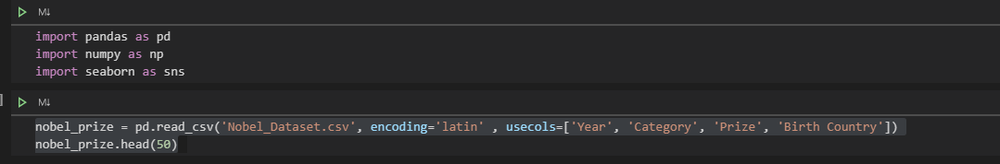 M↓
import pandas as pd
import numpy as np
import seaborn as sns
]
M↓
nobel_prize = pd.read_csv('Nobel_Dataset.csv', encoding='latin' , usecols=['Year', 'Category', 'Prize', 'Birth Country'])
nobel_prize.head(50)